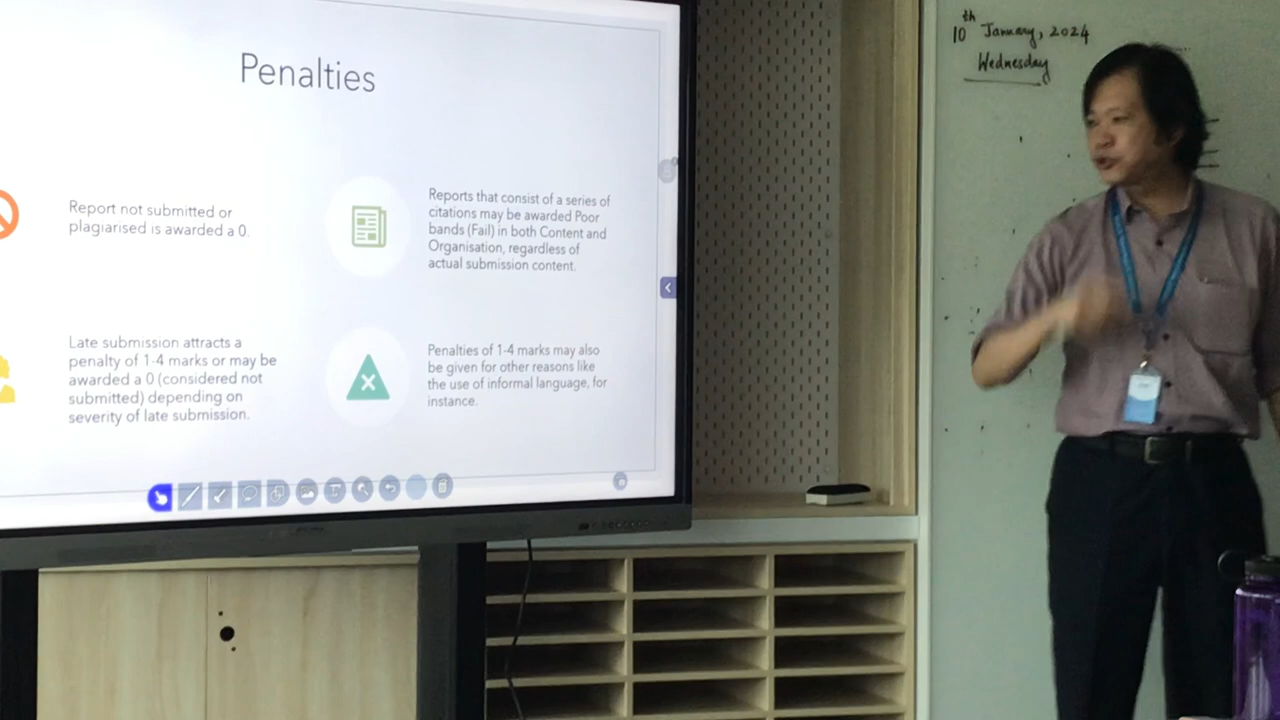 Penalties
Report not submitted or
plagiarised is awarded a 0.
Reports that consist of a series of
citations may be awarded Poor
bands (Fail) in both Content and
Organisation, regardless of
actual submission content.
Late submission attracts a
penalty of 1-4 marks or may be
awarded a 0 (considered not
submitted) depending on
severity of late submission.
Penalties of 1-4 marks may also
be given for other reasons like
the use of informal language, for
instance.
10th January, 2024
Wednesday